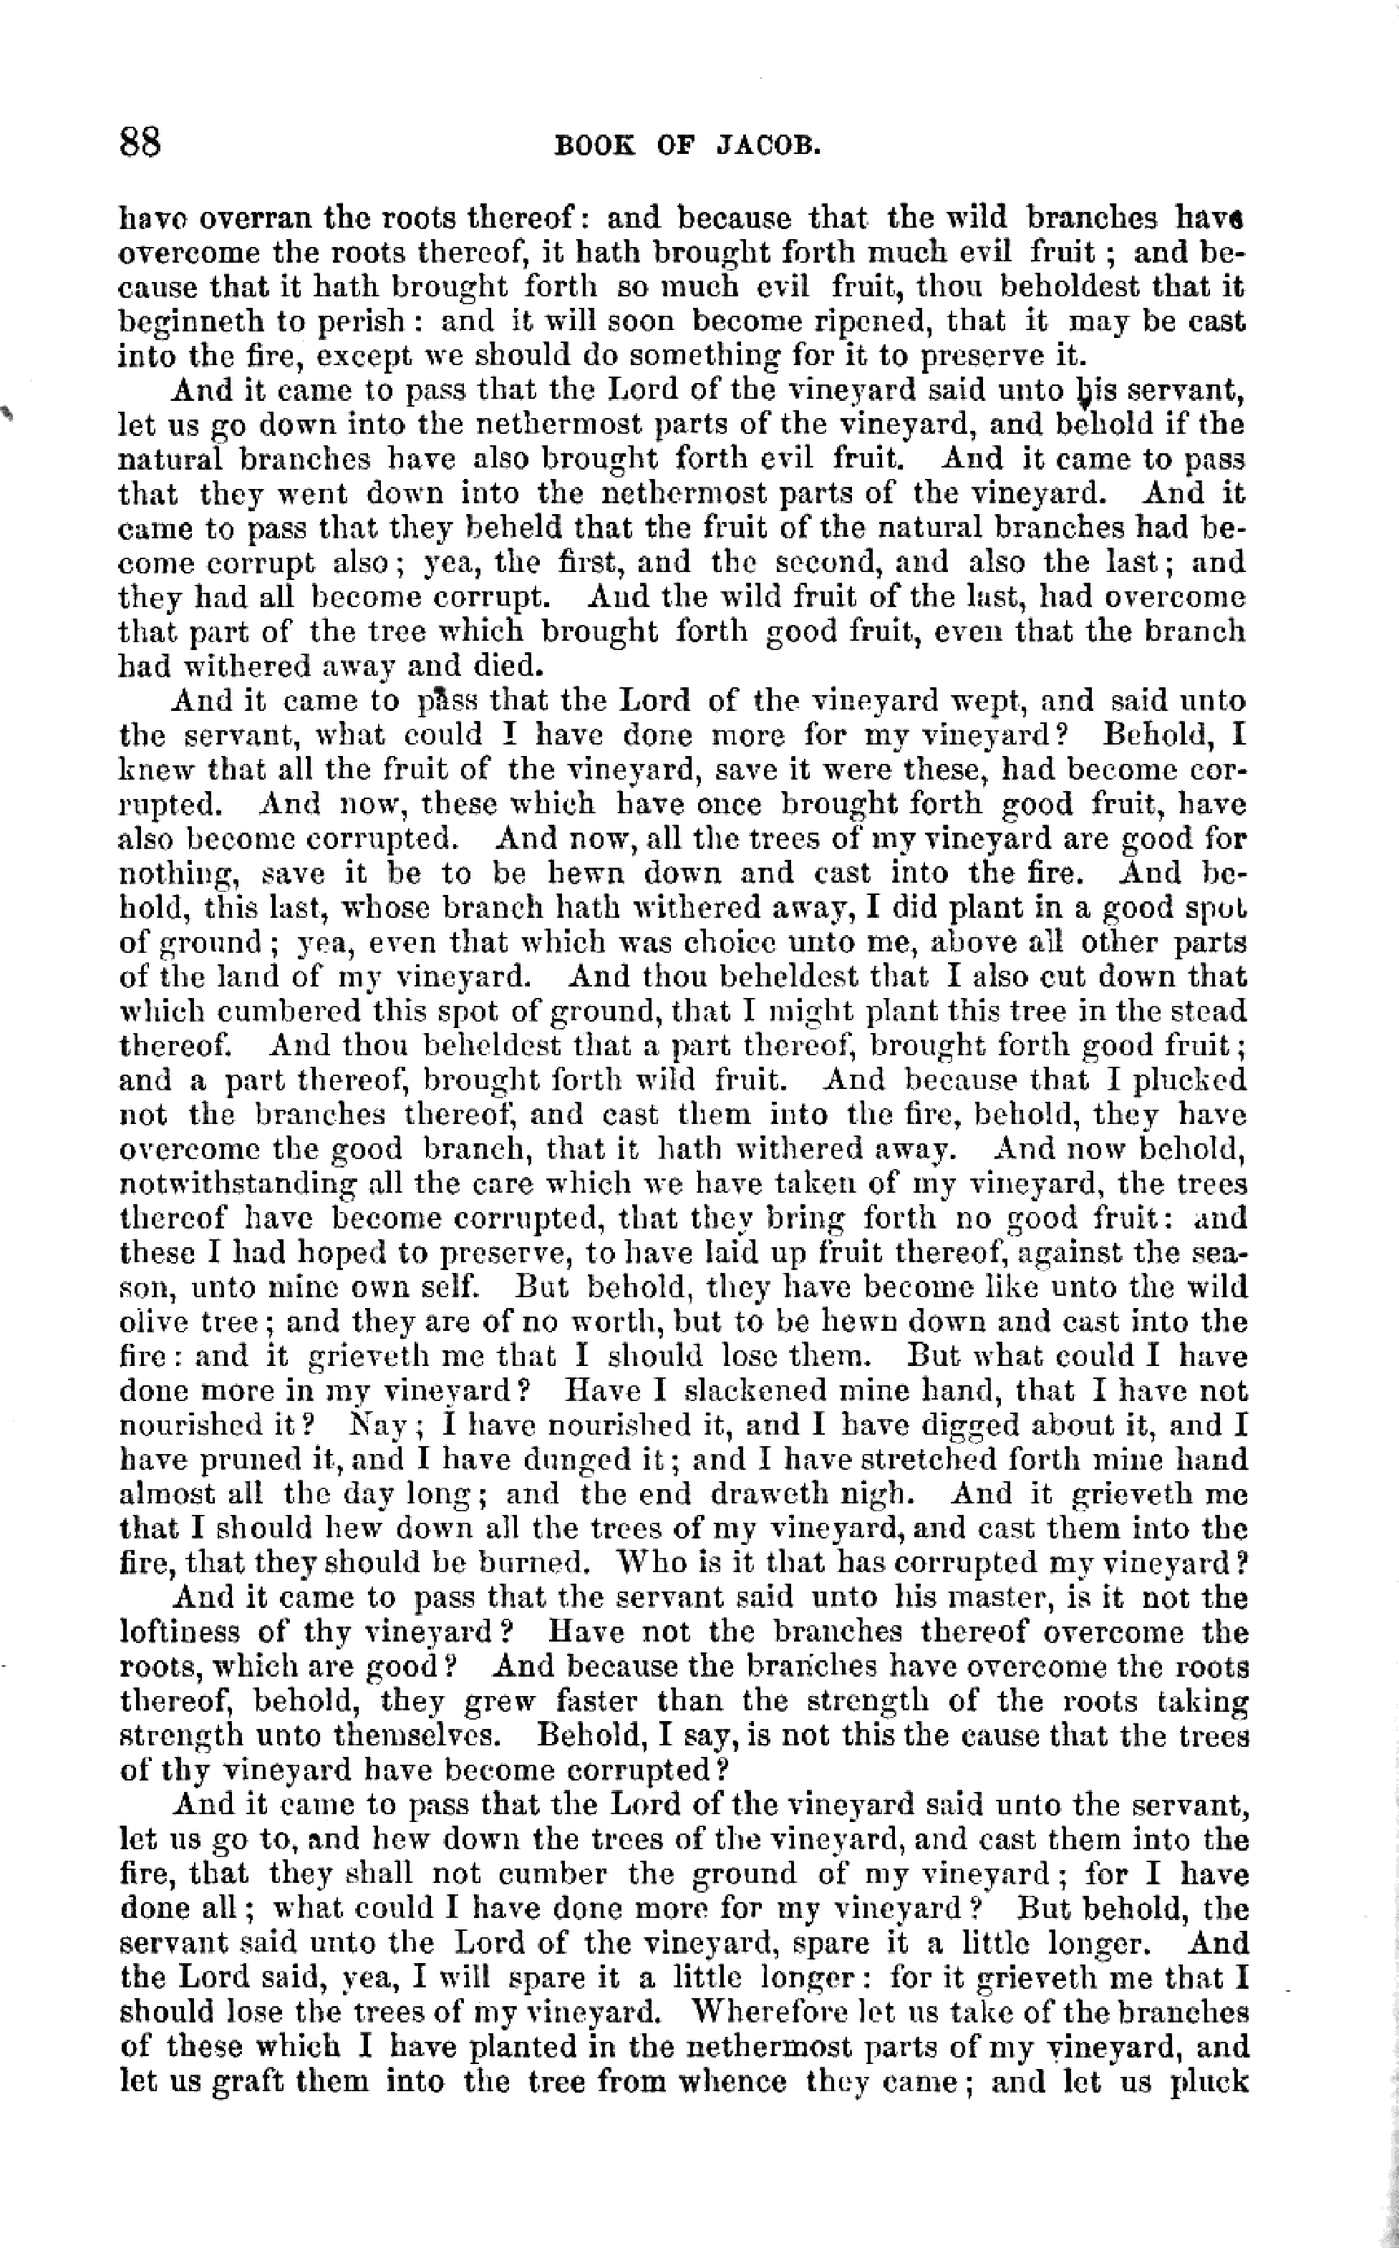 88 BOOK OF JACOB.
have overran the roots thereof: and because that the wild branches have
overcome the roots thereof, it hath brought forth much evil fruit; and be-
cause that it hath brought forth so much evil fruit, thou beholdest that it
beginneth to perish: and it will soon become ripened, that it may be cast
into the fire, except we should do something for it to preserve it.
And it came to pass that the Lord of the vineyard said unto his servant,
let us go down into the nethermost parts of the vineyard, and behold if the
natural branches have also brought forth evil fruit. And it came to pass
that they went down into the nethermost parts of the vineyard. And it
came to pass that they beheld that the fruit of the natural branches had be-
come corrupt also; yea, the first, and the second, and also the last; and
they had all become corrupt. And the wild fruit of the last, had overcome
that part of the tree which brought forth good fruit, even that the branch
had withered away and died.
And it came to pass that the Lord of the vineyard wept, and said unto
the servant, what could I have done more for my vineyard? Behold, I
knew that all the fruit of the vineyard, save it were these, had become cor-
rupted. And now, these which have once brought forth good fruit, have
also become corrupted. And now, all the trees of my vineyard are good for
nothing, save it be to be hewn down and cast into the fire. And be-
hold, this last, whose branch hath withered away, I did plant in a good spot
of ground; yea, even that which was choice unto me, above all other parts
of the land of my vineyard. And thou beheldest that I also cut down that
which cumbered this spot of ground, that I might plant this tree in the stead
thereof. And thou beheldest that a part thereof, brought forth good fruit;
and a part thereof, brought forth wild fruit. And because that I plucked
not the branches thereof, and cast them into the fire, behold, they have
overcome the good branch, that it hath withered away. And now behold,
notwithstanding all the care which we have taken of my vineyard, the trees
thereof have become corrupted, that they bring forth no good fruit: and
these I had hoped to preserve, to have laid up fruit thereof, against the sea-
son, unto mine own self. But behold, they have become like unto the wild
olive tree; and they are of no worth, but to be hewn down and cast into the
fire: and it grieveth me that I should lose them. But what could I have
done more in my vineyard? Have I slackened mine hand, that I have not
nourished it? Nay; I have nourished it, and I have digged about it, and I
have pruned it, and I have dunged it; and I have stretched forth mine hand
almost all the day long; and the end draweth nigh. And it grieveth me
that I should hew down all the trees of my vineyard, and cast them into the
fire, that they should be burned. Who is it that has corrupted my vineyard?
And it came to pass that the servant said unto his master, is it not the
loftiness of thy vineyard? Have not the branches thereof overcome the
roots, which are good? And because the branches have overcome the roots
thereof, behold, they grew faster than the strength of the roots taking
strength unto themselves. Behold, I say, is not this the cause that the trees
of thy vineyard have become corrupted?
And it came to pass that the Lord of the vineyard said unto the servant,
let us go to, and hew down the trees of the vineyard, and cast them into the
fire, that they shall not cumber the ground of my vineyard; for I have
done all; what could I have done more for my vineyard? But behold, the
servant said unto the Lord of the vineyard, spare it a little longer. And
the Lord said, yea, I will spare it a little longer: for it grieveth me that I
should lose the trees of my vineyard. Wherefore let us take of the branches
of these which I have planted in the nethermost parts of my vineyard, and
let us graft them into the tree from whence they came; and let us pluck